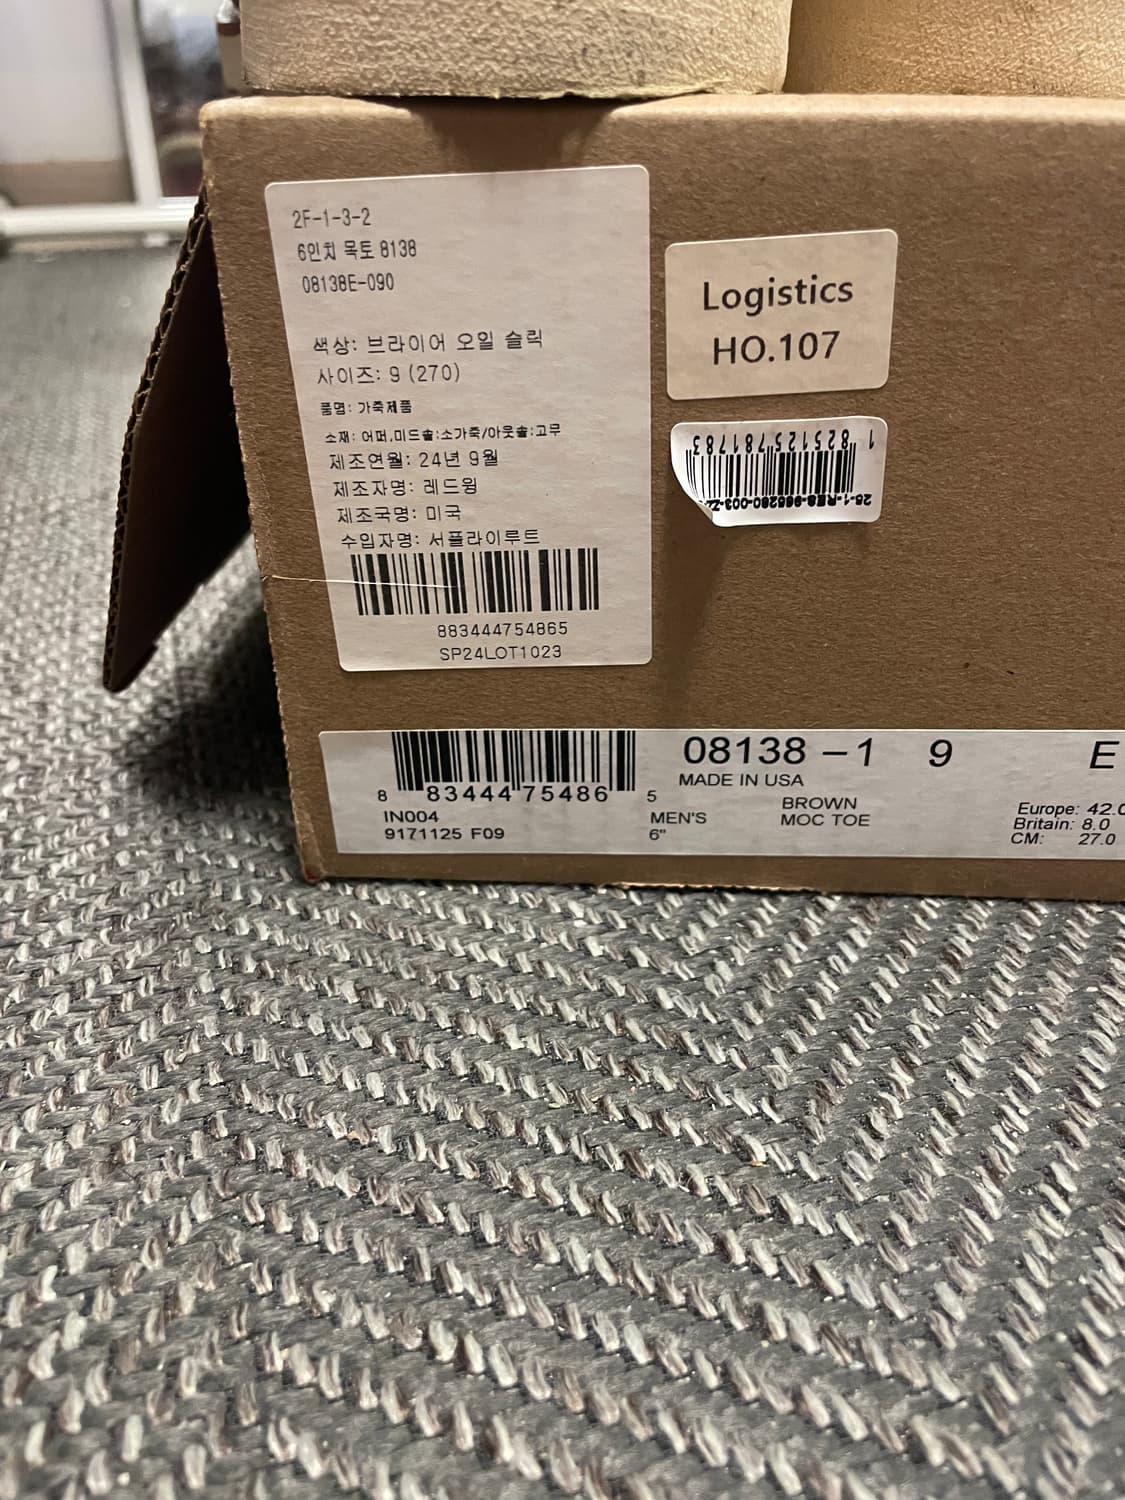 2F-1-3-2
6인치 목토 8138
08138E-090
색상: 브라이어 오일 슬릭
사이즈: 9 (270)
품명: 가죽제품
소재: 어퍼,미드솔:소가죽/아웃솔:고무
제조연월: 24년 9월
제조자명: 레드윙
제조국명: 미국
수입자명: 서플라이루트
883444754865
SP24LOT1023
Logistics
HO.107
1 825125 781783
08138 -1 9 E
MADE IN USA
8 83444 75486 5
IN004
9171125 F09
MEN'S
6"
BROWN
MOC TOE
Europe: 42.0
Britain: 8.0
CM: 27.0